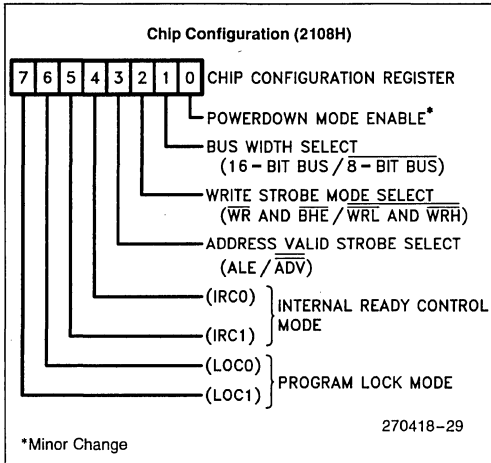 Chip Configuration (2108H)
7 6 5 4 3 2 1 0 CHIP CONFIGURATION REGISTER
POWERDOWN MODE ENABLE*
BUS WIDTH SELECT
(16-BIT BUS / 8-BIT BUS)
WRITE STROBE MODE SELECT
(WR AND BHE / WRL AND WRH)
ADDRESS VALID STROBE SELECT
(ALE / ADV)
(IRC0)
INTERNAL READY CONTROL
MODE
(IRC1)
(LOC0)
PROGRAM LOCK MODE
(LOC1)
270418-29
*Minor Change